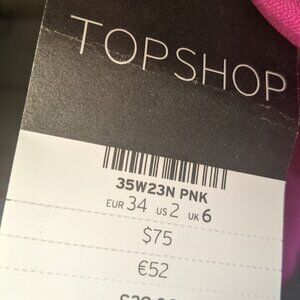 TOPSHOP
35W23N PNK
EUR 34 US 2 UK 6
$75
€52